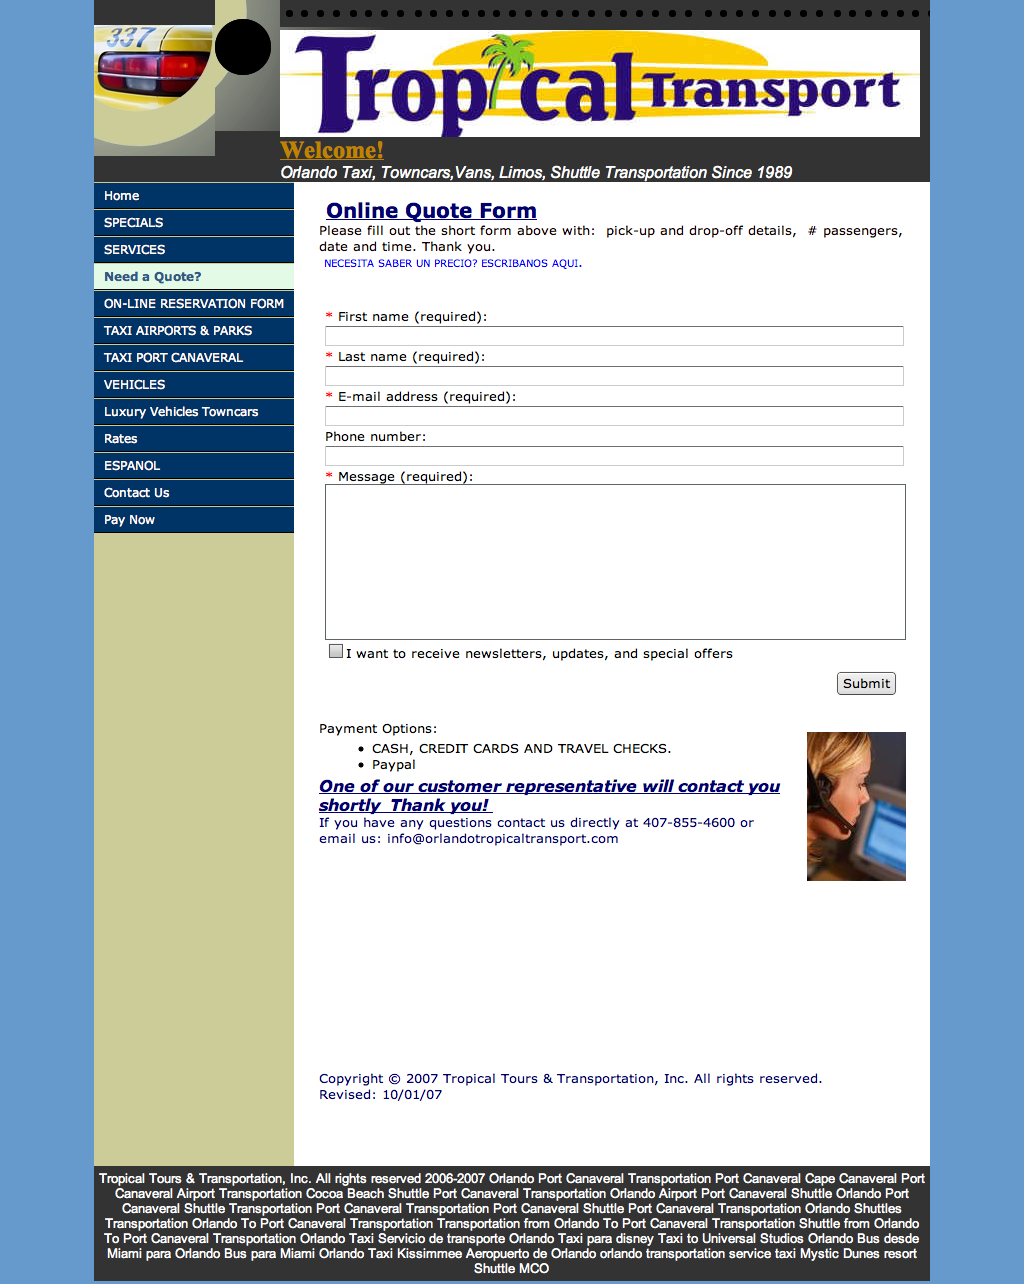 337
Tropical Transport
Welcome!
Orlando Taxi, Towncars,Vans, Limos, Shuttle Transportation Since 1989
Home
SPECIALS
SERVICES
Need a Quote?
ON-LINE RESERVATION FORM
TAXI AIRPORTS & PARKS
TAXI PORT CANAVERAL
VEHICLES
Luxury Vehicles Towncars
Rates
ESPANOL
Contact Us
Pay Now
Online Quote Form
Please fill out the short form above with:  pick-up and drop-off details,  # passengers,
date and time. Thank you.
NECESITA SABER UN PRECIO? ESCRIBANOS AQUI.
* First name (required):
* Last name (required):
* E-mail address (required):
Phone number:
* Message (required):
I want to receive newsletters, updates, and special offers
Submit
Payment Options:
• CASH, CREDIT CARDS AND TRAVEL CHECKS.
• Paypal
One of our customer representative will contact you
shortly  Thank you!
If you have any questions contact us directly at 407-855-4600 or
email us: info@orlandotropicaltransport.com
Copyright © 2007 Tropical Tours & Transportation, Inc. All rights reserved.
Revised: 10/01/07
Tropical Tours & Transportation, Inc. All rights reserved 2006-2007 Orlando Port Canaveral Transportation Port Canaveral Cape Canaveral Port
Canaveral Airport Transportation Cocoa Beach Shuttle Port Canaveral Transportation Orlando Airport Port Canaveral Shuttle Orlando Port
Canaveral Shuttle Transportation Port Canaveral Transportation Port Canaveral Shuttle Port Canaveral Transportation Orlando Shuttles
Transportation Orlando To Port Canaveral Transportation Transportation from Orlando To Port Canaveral Transportation Shuttle from Orlando
To Port Canaveral Transportation Orlando Taxi Servicio de transporte Orlando Taxi para disney Taxi to Universal Studios Orlando Bus desde
Miami para Orlando Bus para Miami Orlando Taxi Kissimmee Aeropuerto de Orlando orlando transportation service taxi Mystic Dunes resort
Shuttle MCO